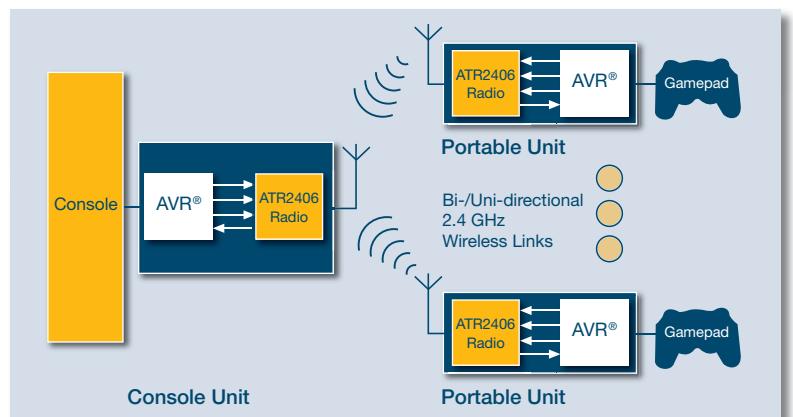 ATR2406
Radio
AVR®
Gamepad
Portable Unit
Console
AVR®
ATR2406
Radio
Bi-/Uni-directional
2.4 GHz
Wireless Links
ATR2406
Radio
AVR®
Gamepad
Console Unit
Portable Unit